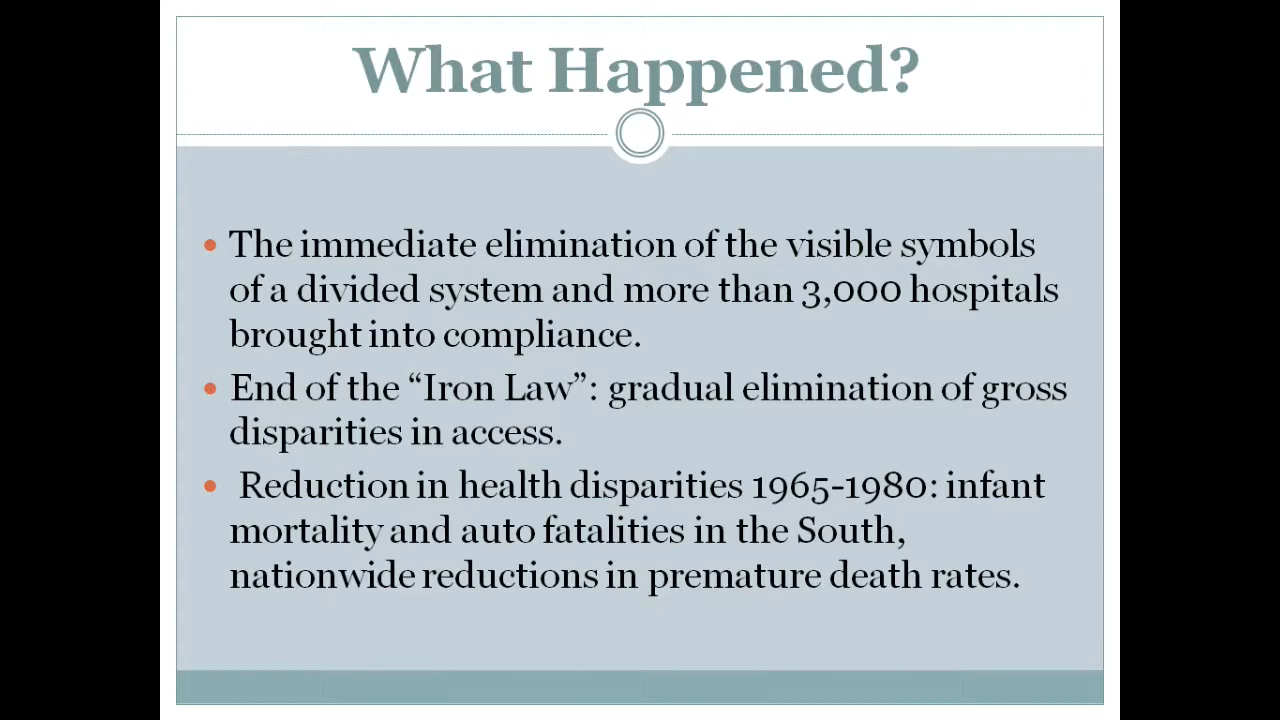 What Happened?
• The immediate elimination of the visible symbols
of a divided system and more than 3,000 hospitals
brought into compliance.
• End of the “Iron Law”: gradual elimination of gross
disparities in access.
• Reduction in health disparities 1965-1980: infant
mortality and auto fatalities in the South,
nationwide reductions in premature death rates.